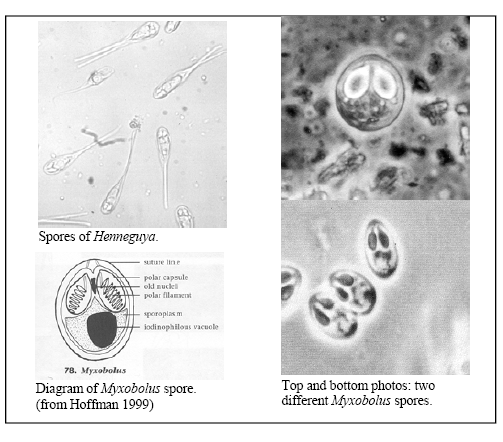 Spores of Henneguya.
suture line
polar capsule
old nuclei
polar filament
sporoplasm
iodinophilous vacuole
78. Myxobolus
Diagram of Myxobolus spore.
(from Hoffman 1999)
Top and bottom photos: two
different Myxobolus spores.